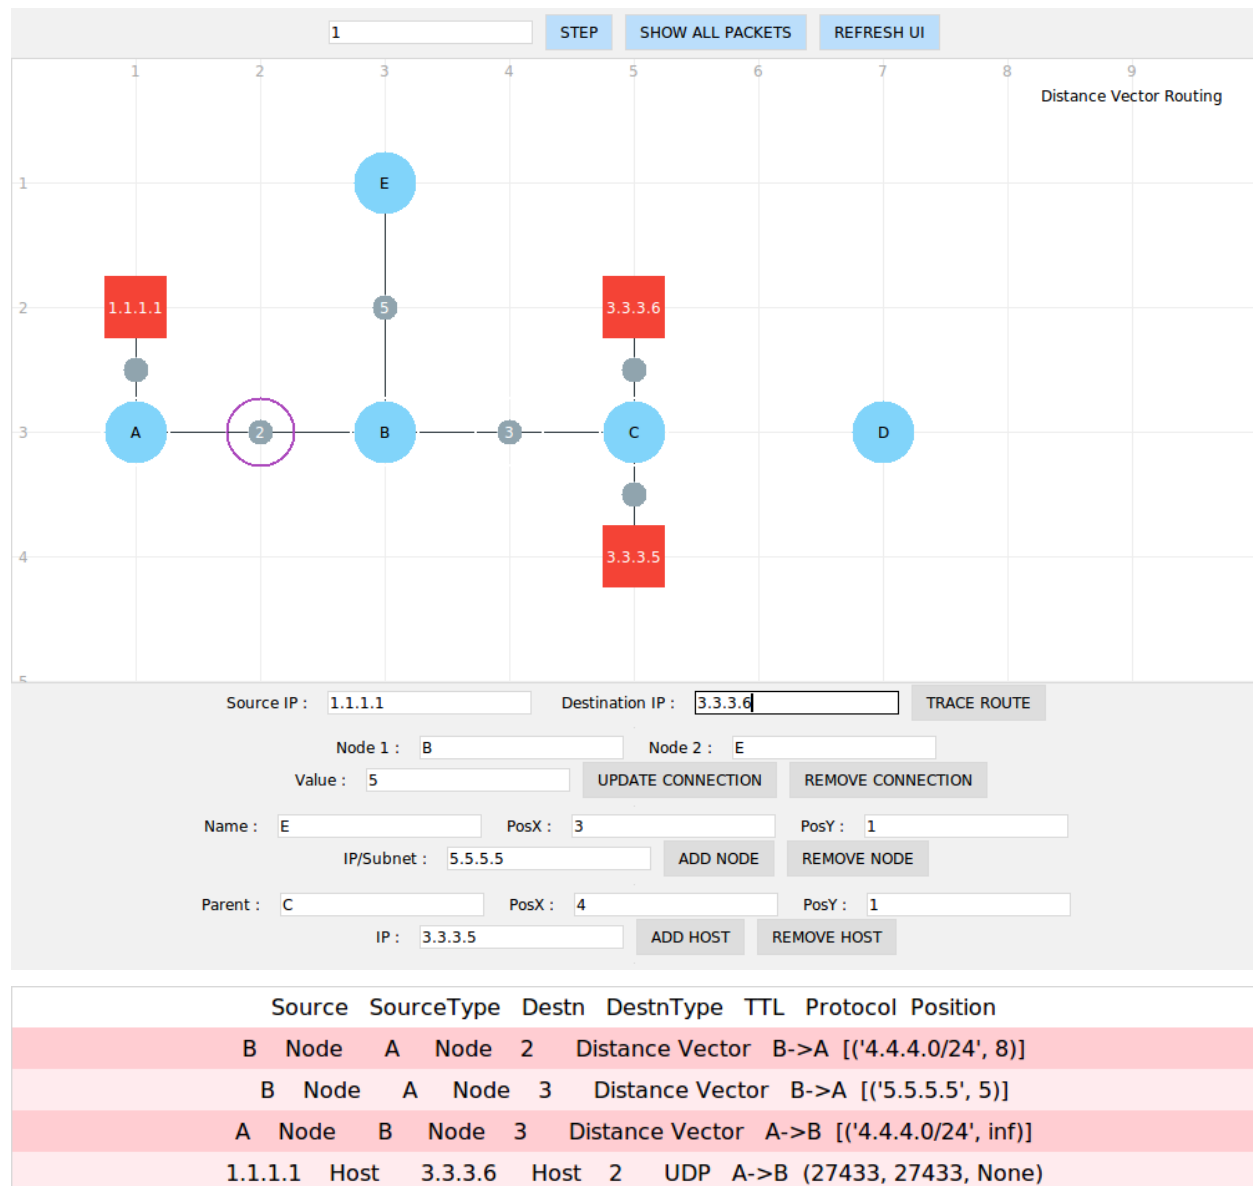 1 STEP SHOW ALL PACKETS REFRESH UI
1 2 3 4 5 6 7 8 9
Distance Vector Routing
1 E
2 1.1.1.1 5 3.3.3.6
3 A 2 B 3 C D
4 3.3.3.5
5
Source IP : 1.1.1.1 Destination IP : 3.3.3.6 TRACE ROUTE
Node 1 : B Node 2 : E
Value : 5 UPDATE CONNECTION REMOVE CONNECTION
Name : E PosX : 3 PosY : 1
IP/Subnet : 5.5.5.5 ADD NODE REMOVE NODE
Parent : C PosX : 4 PosY : 1
IP : 3.3.3.5 ADD HOST REMOVE HOST
Source SourceType Destn DestnType TTL Protocol Position
B Node A Node 2 Distance Vector B->A [('4.4.4.0/24', 8)]
B Node A Node 3 Distance Vector B->A [('5.5.5.5', 5)]
A Node B Node 3 Distance Vector A->B [('4.4.4.0/24', inf)]
1.1.1.1 Host 3.3.3.6 Host 2 UDP A->B (27433, 27433, None)